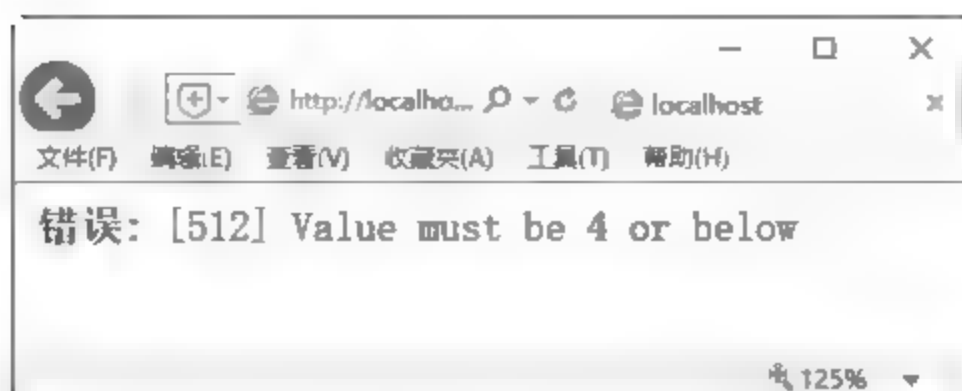 http://localho... localhost
文件(F) 编辑(E) 查看(V) 收藏夹(A) 工具(T) 帮助(H)
错误: [512] Value must be 4 or below
125%